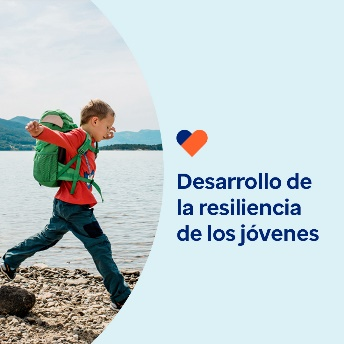 Desarrollo de
la resiliencia
de los jóvenes